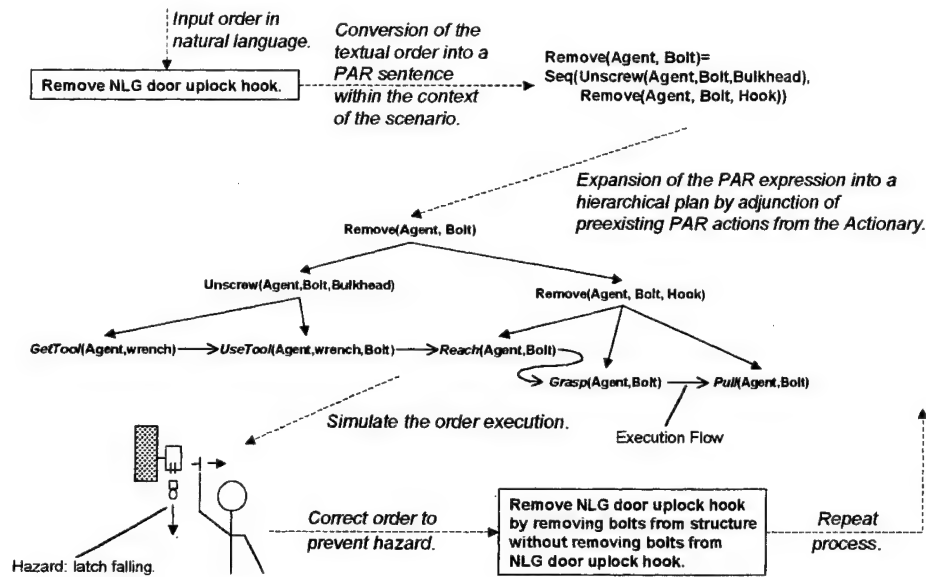 Input order in
natural language.
Remove NLG door uplock hook.
Conversion of the
textual order into a
PAR sentence
within the context
of the scenario.
Remove(Agent, Bolt)=
Seq(Unscrew(Agent,Bolt,Bulkhead),
Remove(Agent, Bolt, Hook))
Expansion of the PAR expression into a
hierarchical plan by adjunction of
preexisting PAR actions from the Actionary.
Remove(Agent, Bolt)
Unscrew(Agent,Bolt,Bulkhead)
Remove(Agent, Bolt, Hook)
GetTool(Agent,wrench)
UseTool(Agent,wrench,Bolt)
Reach(Agent,Bolt)
Grasp(Agent,Bolt)
Pull(Agent,Bolt)
Simulate the order execution.
Execution Flow
Hazard: latch falling.
Correct order to
prevent hazard.
Remove NLG door uplock hook
by removing bolts from structure
without removing bolts from
NLG door uplock hook.
Repeat
process.